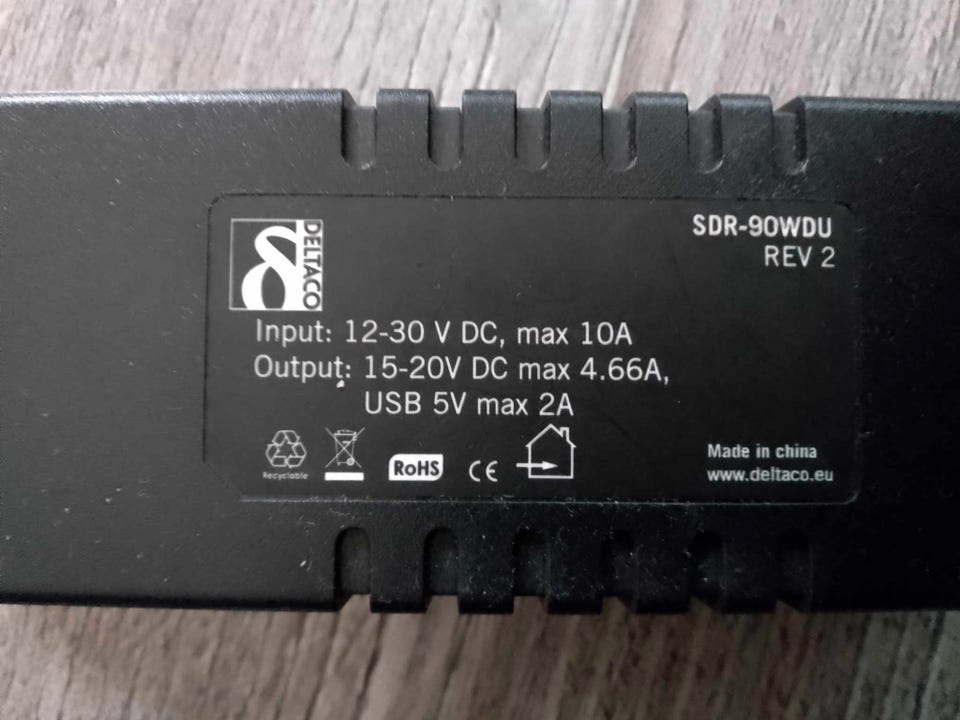 DELTACO
SDR-90WDU
REV 2
Input: 12-30 V DC, max 10A
Output: 15-20V DC max 4.66A,
USB 5V max 2A
Recyclable
RoHS
CE
Made in china
www.deltaco.eu